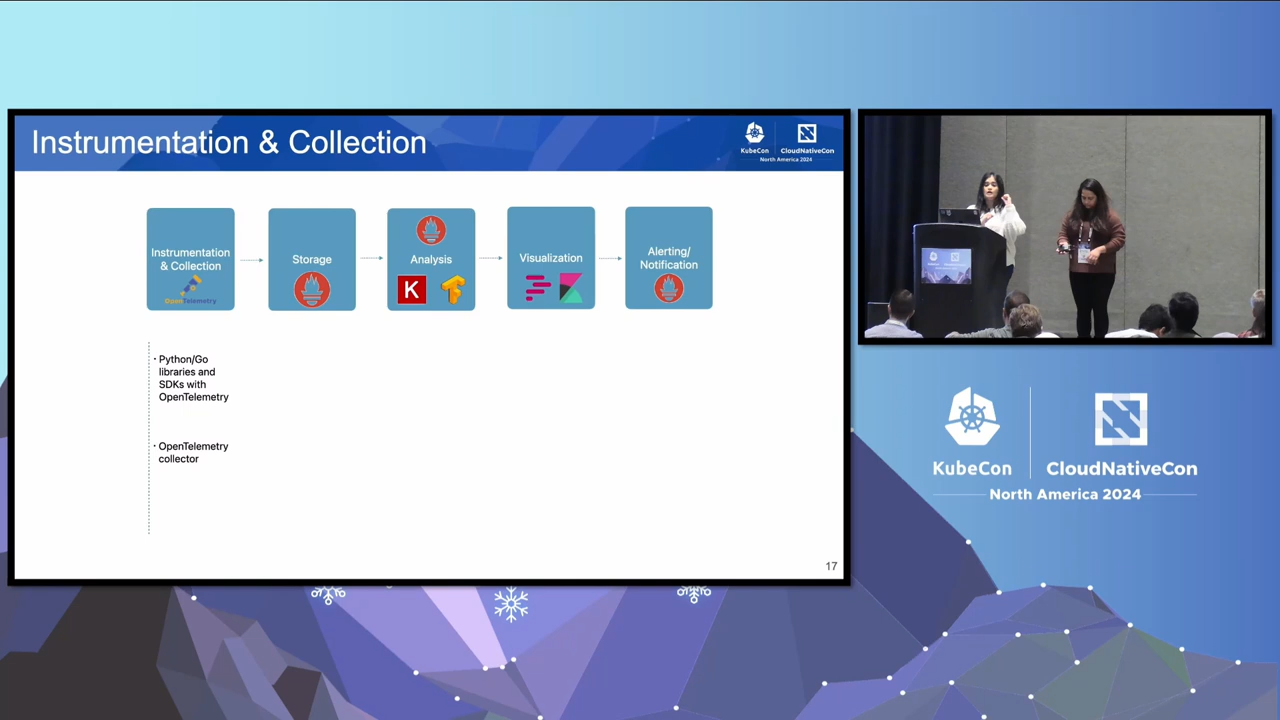 Instrumentation & Collection
KubeCon
CloudNativeCon
North America 2024
Instrumentation
& Collection
OpenTelemetry
Storage
Analysis
K
Visualization
Alerting/
Notification
· Python/Go
libraries and
SDKs with
OpenTelemetry
· OpenTelemetry
collector
17
KubeCon
CloudNativeCon
North America 2024